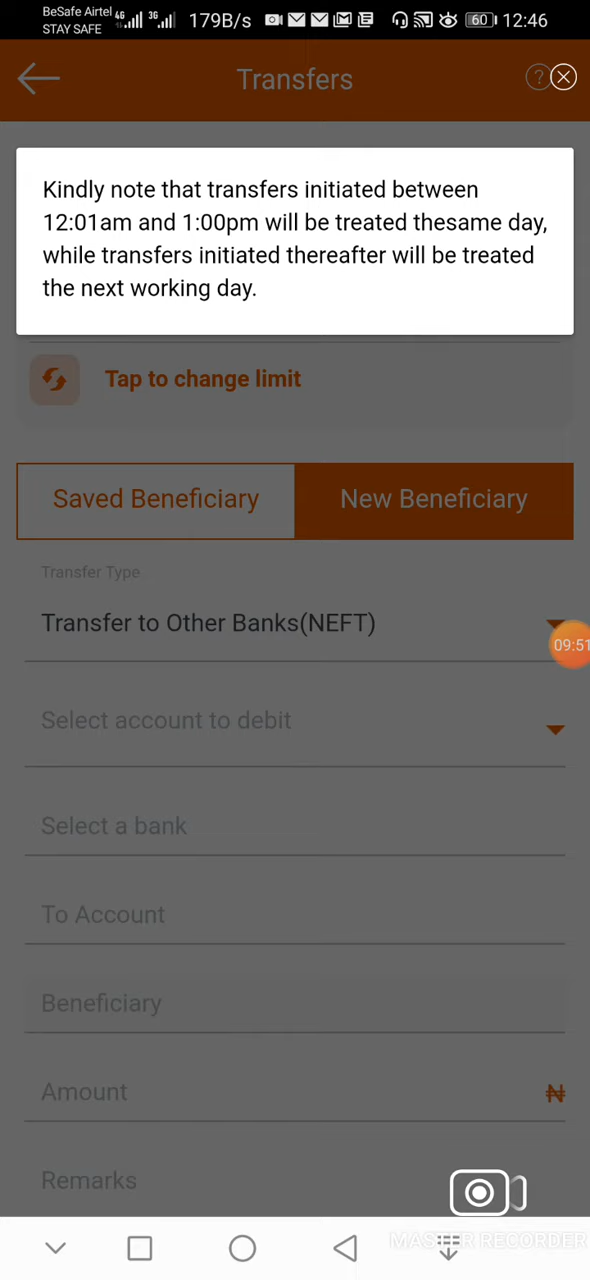 BeSafe Airtel 4G 3G 179B/s 60 12:46
STAY SAFE
Transfers ?
Kindly note that transfers initiated between
12:01am and 1:00pm will be treated thesame day,
while transfers initiated thereafter will be treated
the next working day.
Tap to change limit
Saved Beneficiary New Beneficiary
Transfer Type
Transfer to Other Banks(NEFT)
09:51
Select account to debit
Select a bank
To Account
Beneficiary
Amount ₦
Remarks
MASTER RECORDER